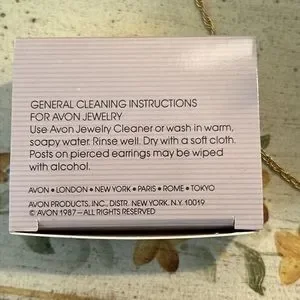 GENERAL CLEANING INSTRUCTIONS
FOR AVON JEWELRY
Use Avon Jewelry Cleaner or wash in warm,
soapy water. Rinse well. Dry with a soft cloth.
Posts on pierced earrings may be wiped
with alcohol.
AVON • LONDON • NEW YORK • PARIS • ROME • TOKYO
AVON PRODUCTS, INC., DISTR. NEW YORK, N.Y. 10019
© AVON 1987—ALL RIGHTS RESERVED